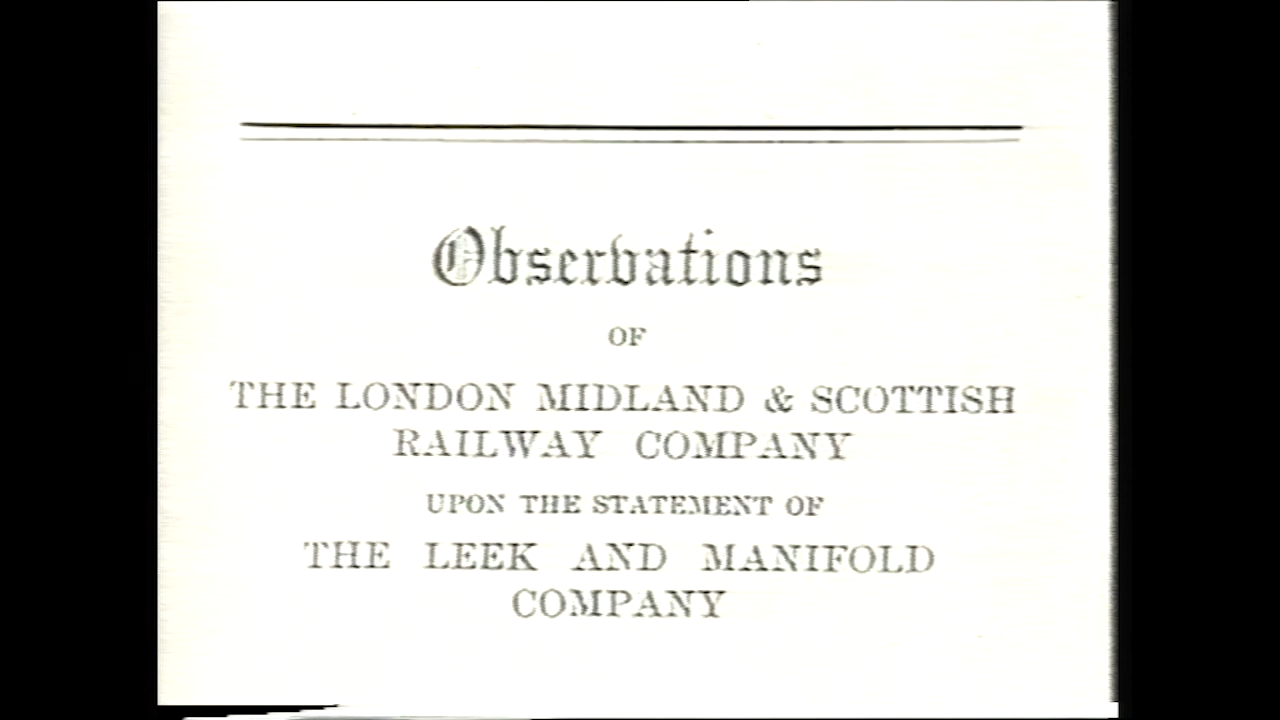 Observations
OF
THE LONDON MIDLAND & SCOTTISH
RAILWAY COMPANY
UPON THE STATEMENT OF
THE LEEK AND MANIFOLD
COMPANY